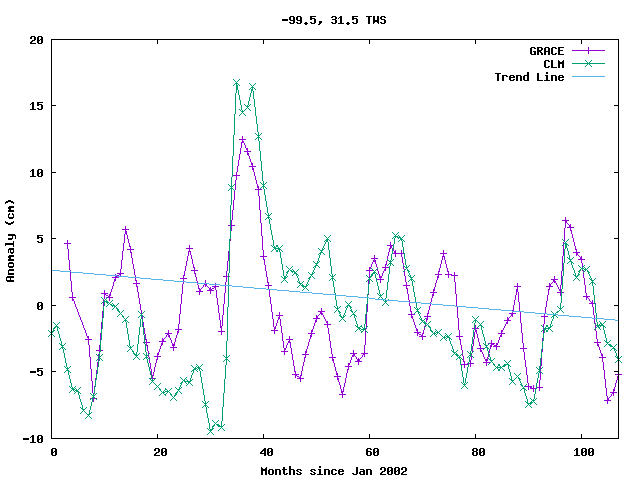 -99.5, 31.5 TWS
20
15
10
5
0
-5
-10
Anomaly (cm)
GRACE
CLM
Trend Line
0 20 40 60 80 100
Months since Jan 2002